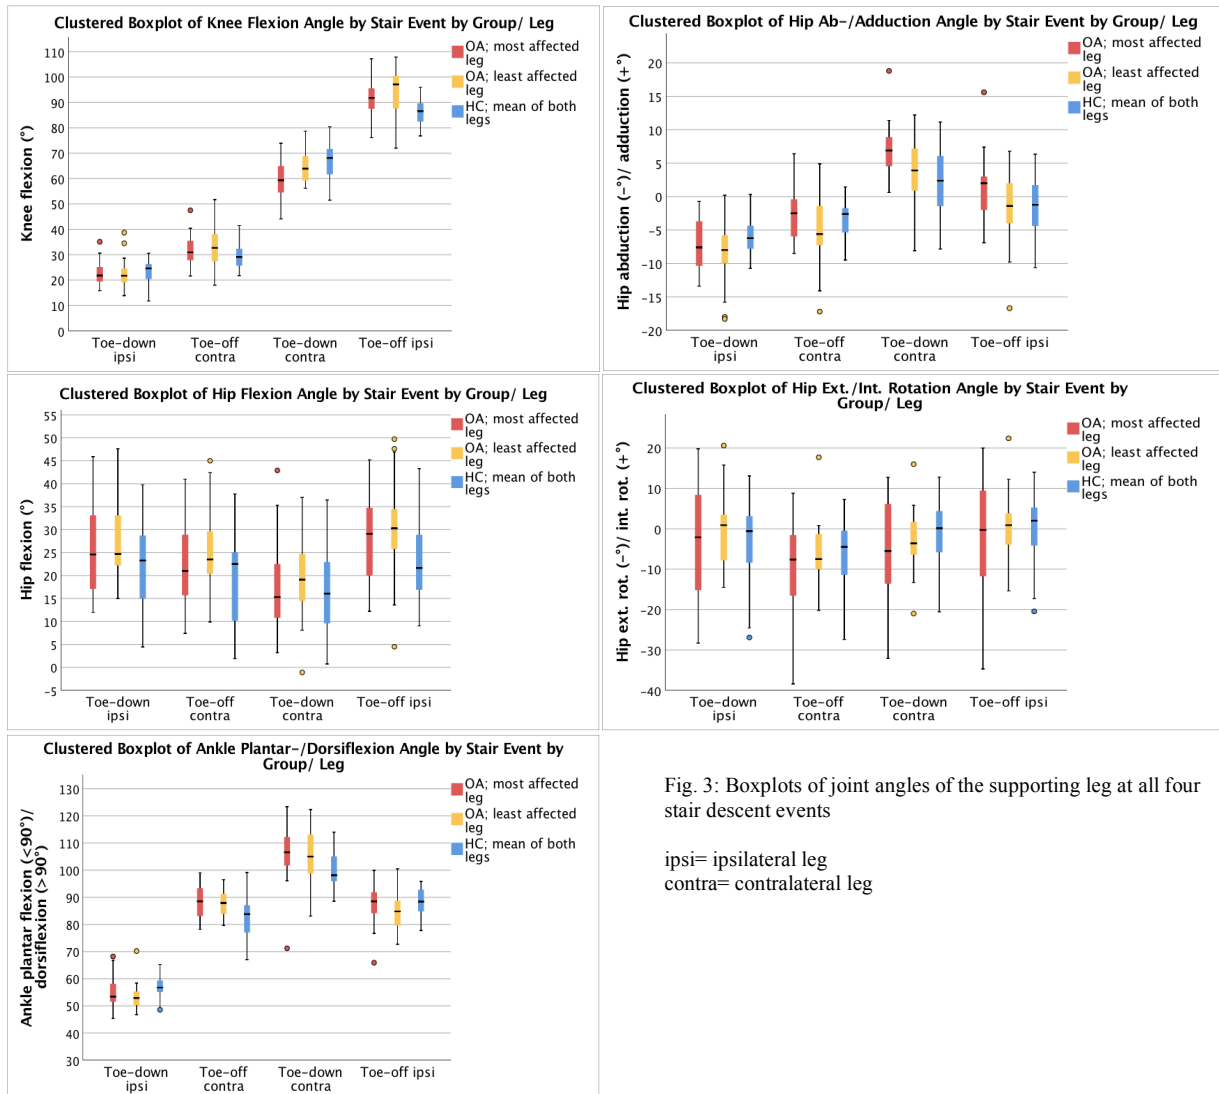 Clustered Boxplot of Knee Flexion Angle by Stair Event by Group/ Leg
Knee flexion (°)
110
100
90
80
70
60
50
40
30
20
10
0
Toe-down ipsi
Toe-off contra
Toe-down contra
Toe-off ipsi
OA; most affected
leg
OA; least affected
leg
HC; mean of both
legs
Clustered Boxplot of Hip Ab-/Adduction Angle by Stair Event by Group/ Leg
Hip abduction (-°)/ adduction (+°)
20
15
10
5
0
-5
-10
-15
-20
Toe-down ipsi
Toe-off contra
Toe-down contra
Toe-off ipsi
OA; most affected
leg
OA; least affected
leg
HC; mean of both
legs
Clustered Boxplot of Hip Flexion Angle by Stair Event by Group/ Leg
Hip flexion (°)
55
50
45
40
35
30
25
20
15
10
5
0
-5
Toe-down ipsi
Toe-off contra
Toe-down contra
Toe-off ipsi
OA; most affected
leg
OA; least affected
leg
HC; mean of both
legs
Clustered Boxplot of Hip Ext./Int. Rotation Angle by Stair Event by
Group/ Leg
Hip ext. rot. (-°)/ int. rot. (+°)
20
10
0
-10
-20
-30
-40
Toe-down ipsi
Toe-off contra
Toe-down contra
Toe-off ipsi
OA; most affected
leg
OA; least affected
leg
HC; mean of both
legs
Clustered Boxplot of Ankle Plantar-/Dorsiflexion Angle by Stair Event by
Group/ Leg
Ankle plantar flexion (<90°)/
dorsiflexion (>90°)
130
120
110
100
90
80
70
60
50
40
30
Toe-down ipsi
Toe-off contra
Toe-down contra
Toe-off ipsi
OA; most affected
leg
OA; least affected
leg
HC; mean of both
legs
Fig. 3: Boxplots of joint angles of the supporting leg at all four
stair descent events
ipsi= ipsilateral leg
contra= contralateral leg